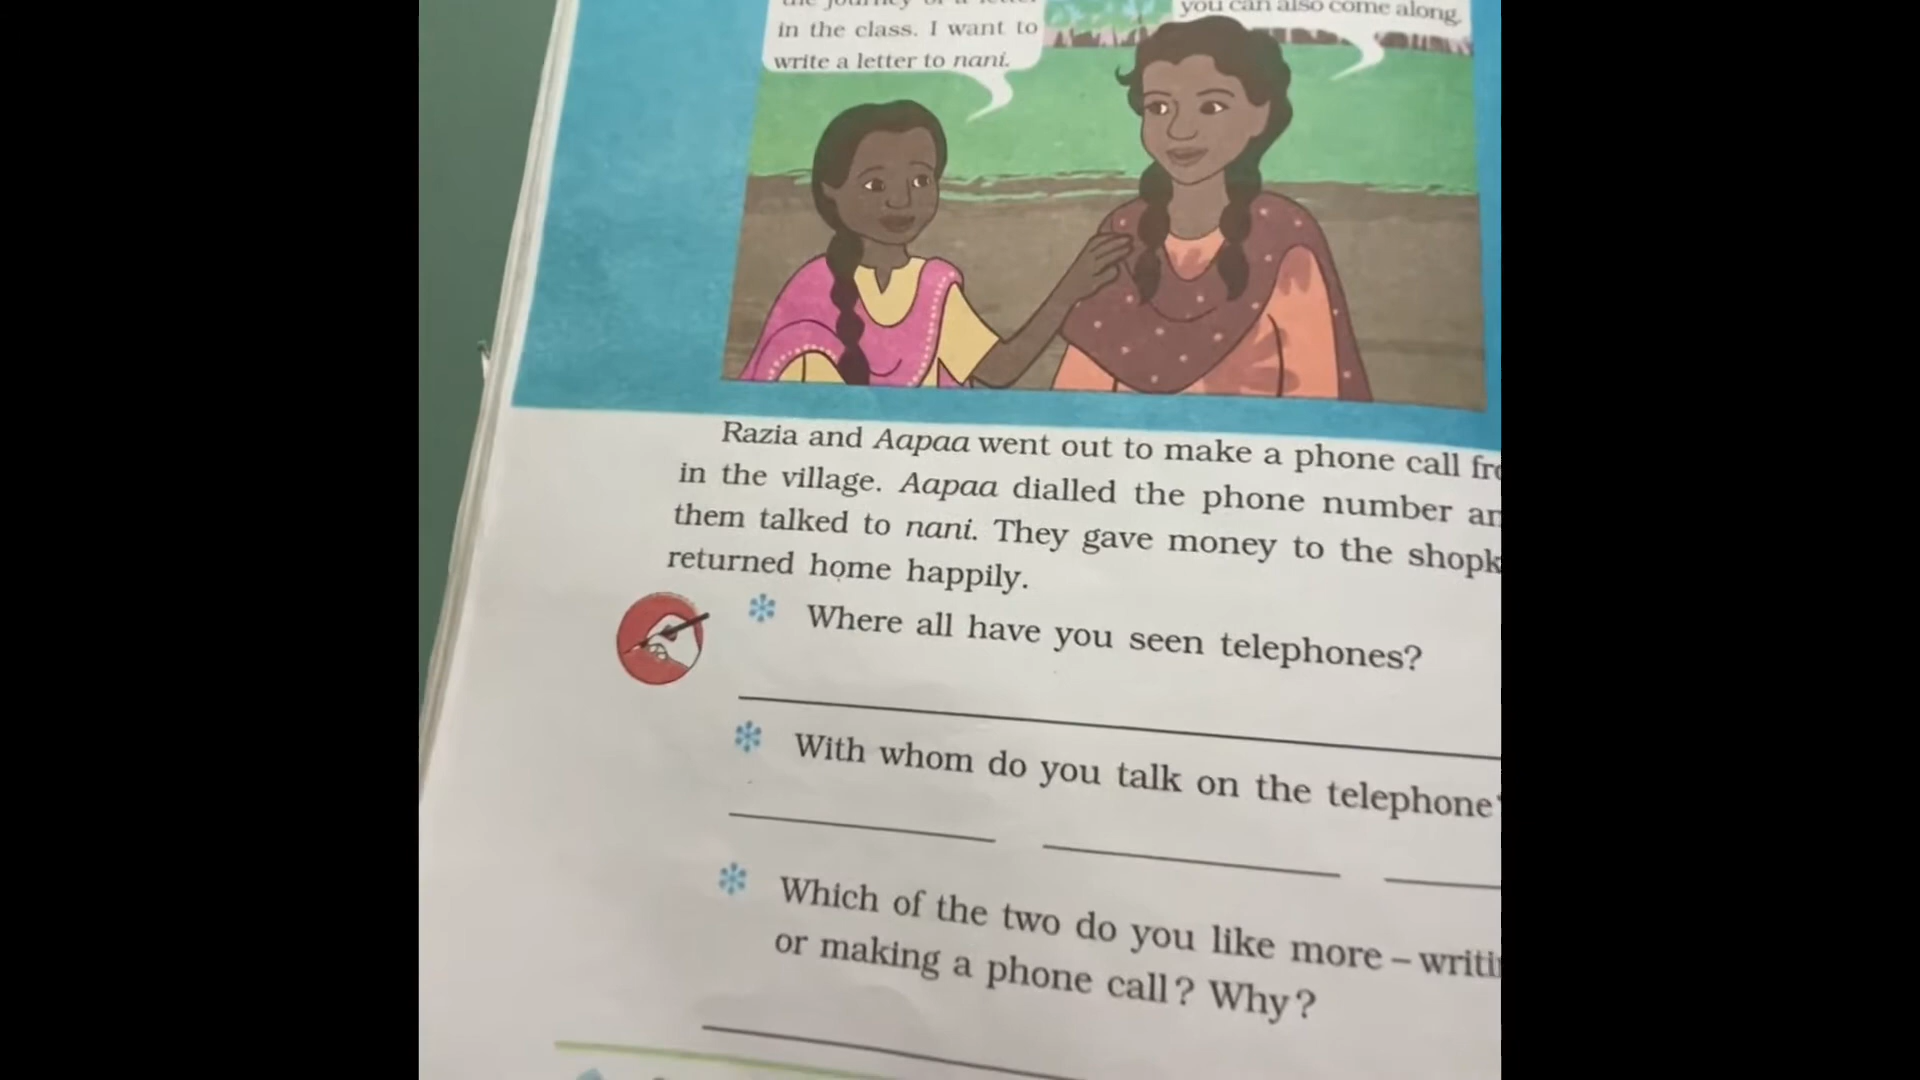 in the class. I want to
write a letter to nani.
you can also come along.
Razia and Aapaa went out to make a phone call
in the village. Aapaa dialled the phone number
them talked to nani. They gave money to the
returned home happily.
Where all have you seen telephones?
With whom do you talk on the telephone
Which of the two do you like more – 
or making a phone call? Why?